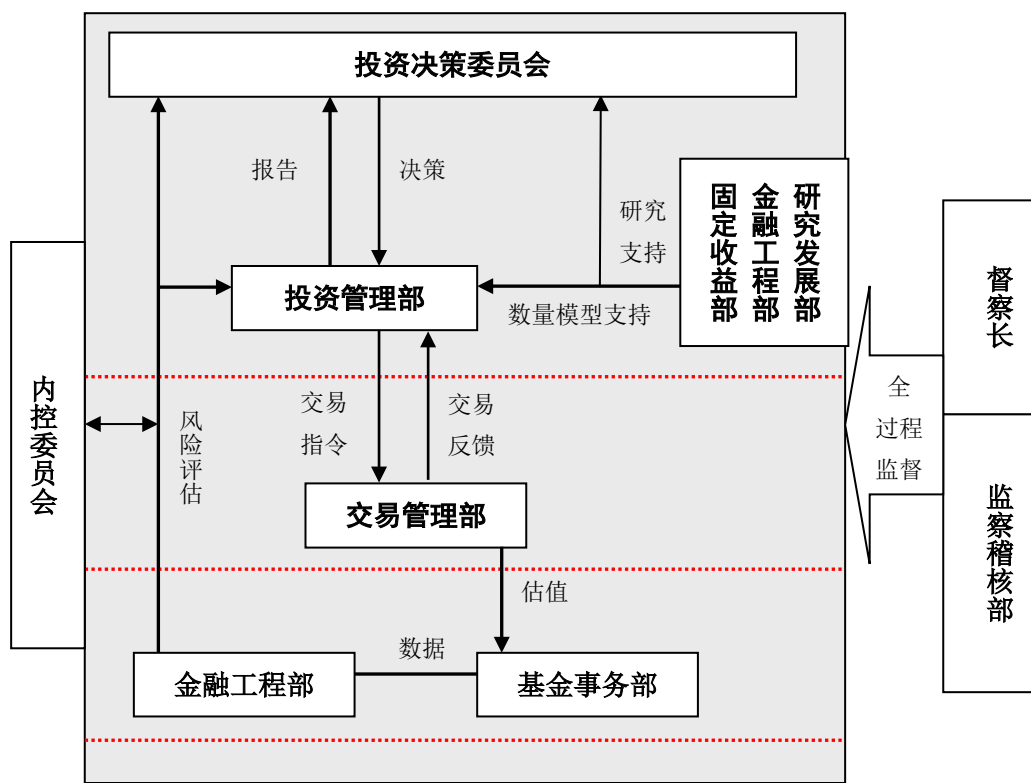 投资决策委员会
报告
决策
研究
支持
固定收益部
金融工程部
研究发展部
投资管理部
数量模型支持
督察长
内控委员会
风险评估
交易
指令
交易
反馈
全
过程
监督
交易管理部
监察稽核部
估值
数据
金融工程部
基金事务部